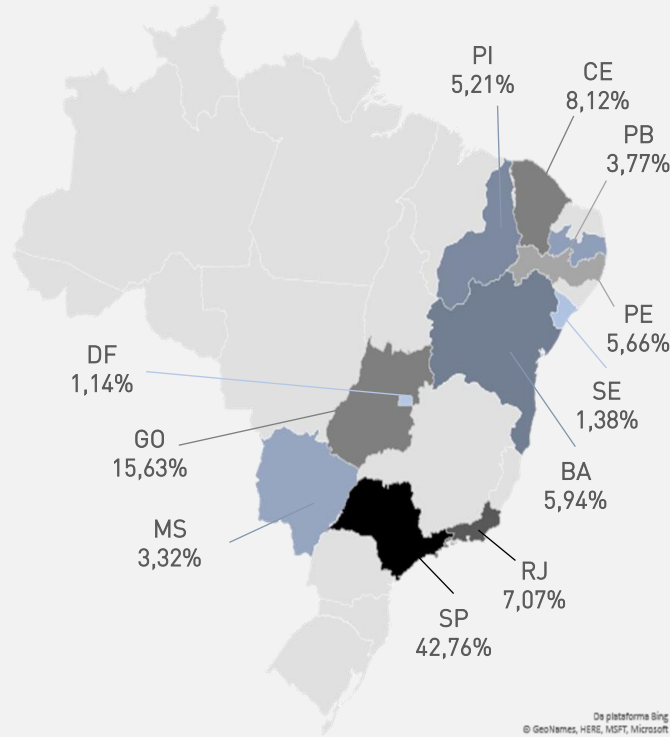 PI
5,21%
CE
8,12%
PB
3,77%
PE
5,66%
DF
1,14%
SE
1,38%
GO
15,63%
BA
5,94%
MS
3,32%
RJ
7,07%
SP
42,76%
Da plataforma Bing
© GeoNames, HERE, MSFT, Microsoft